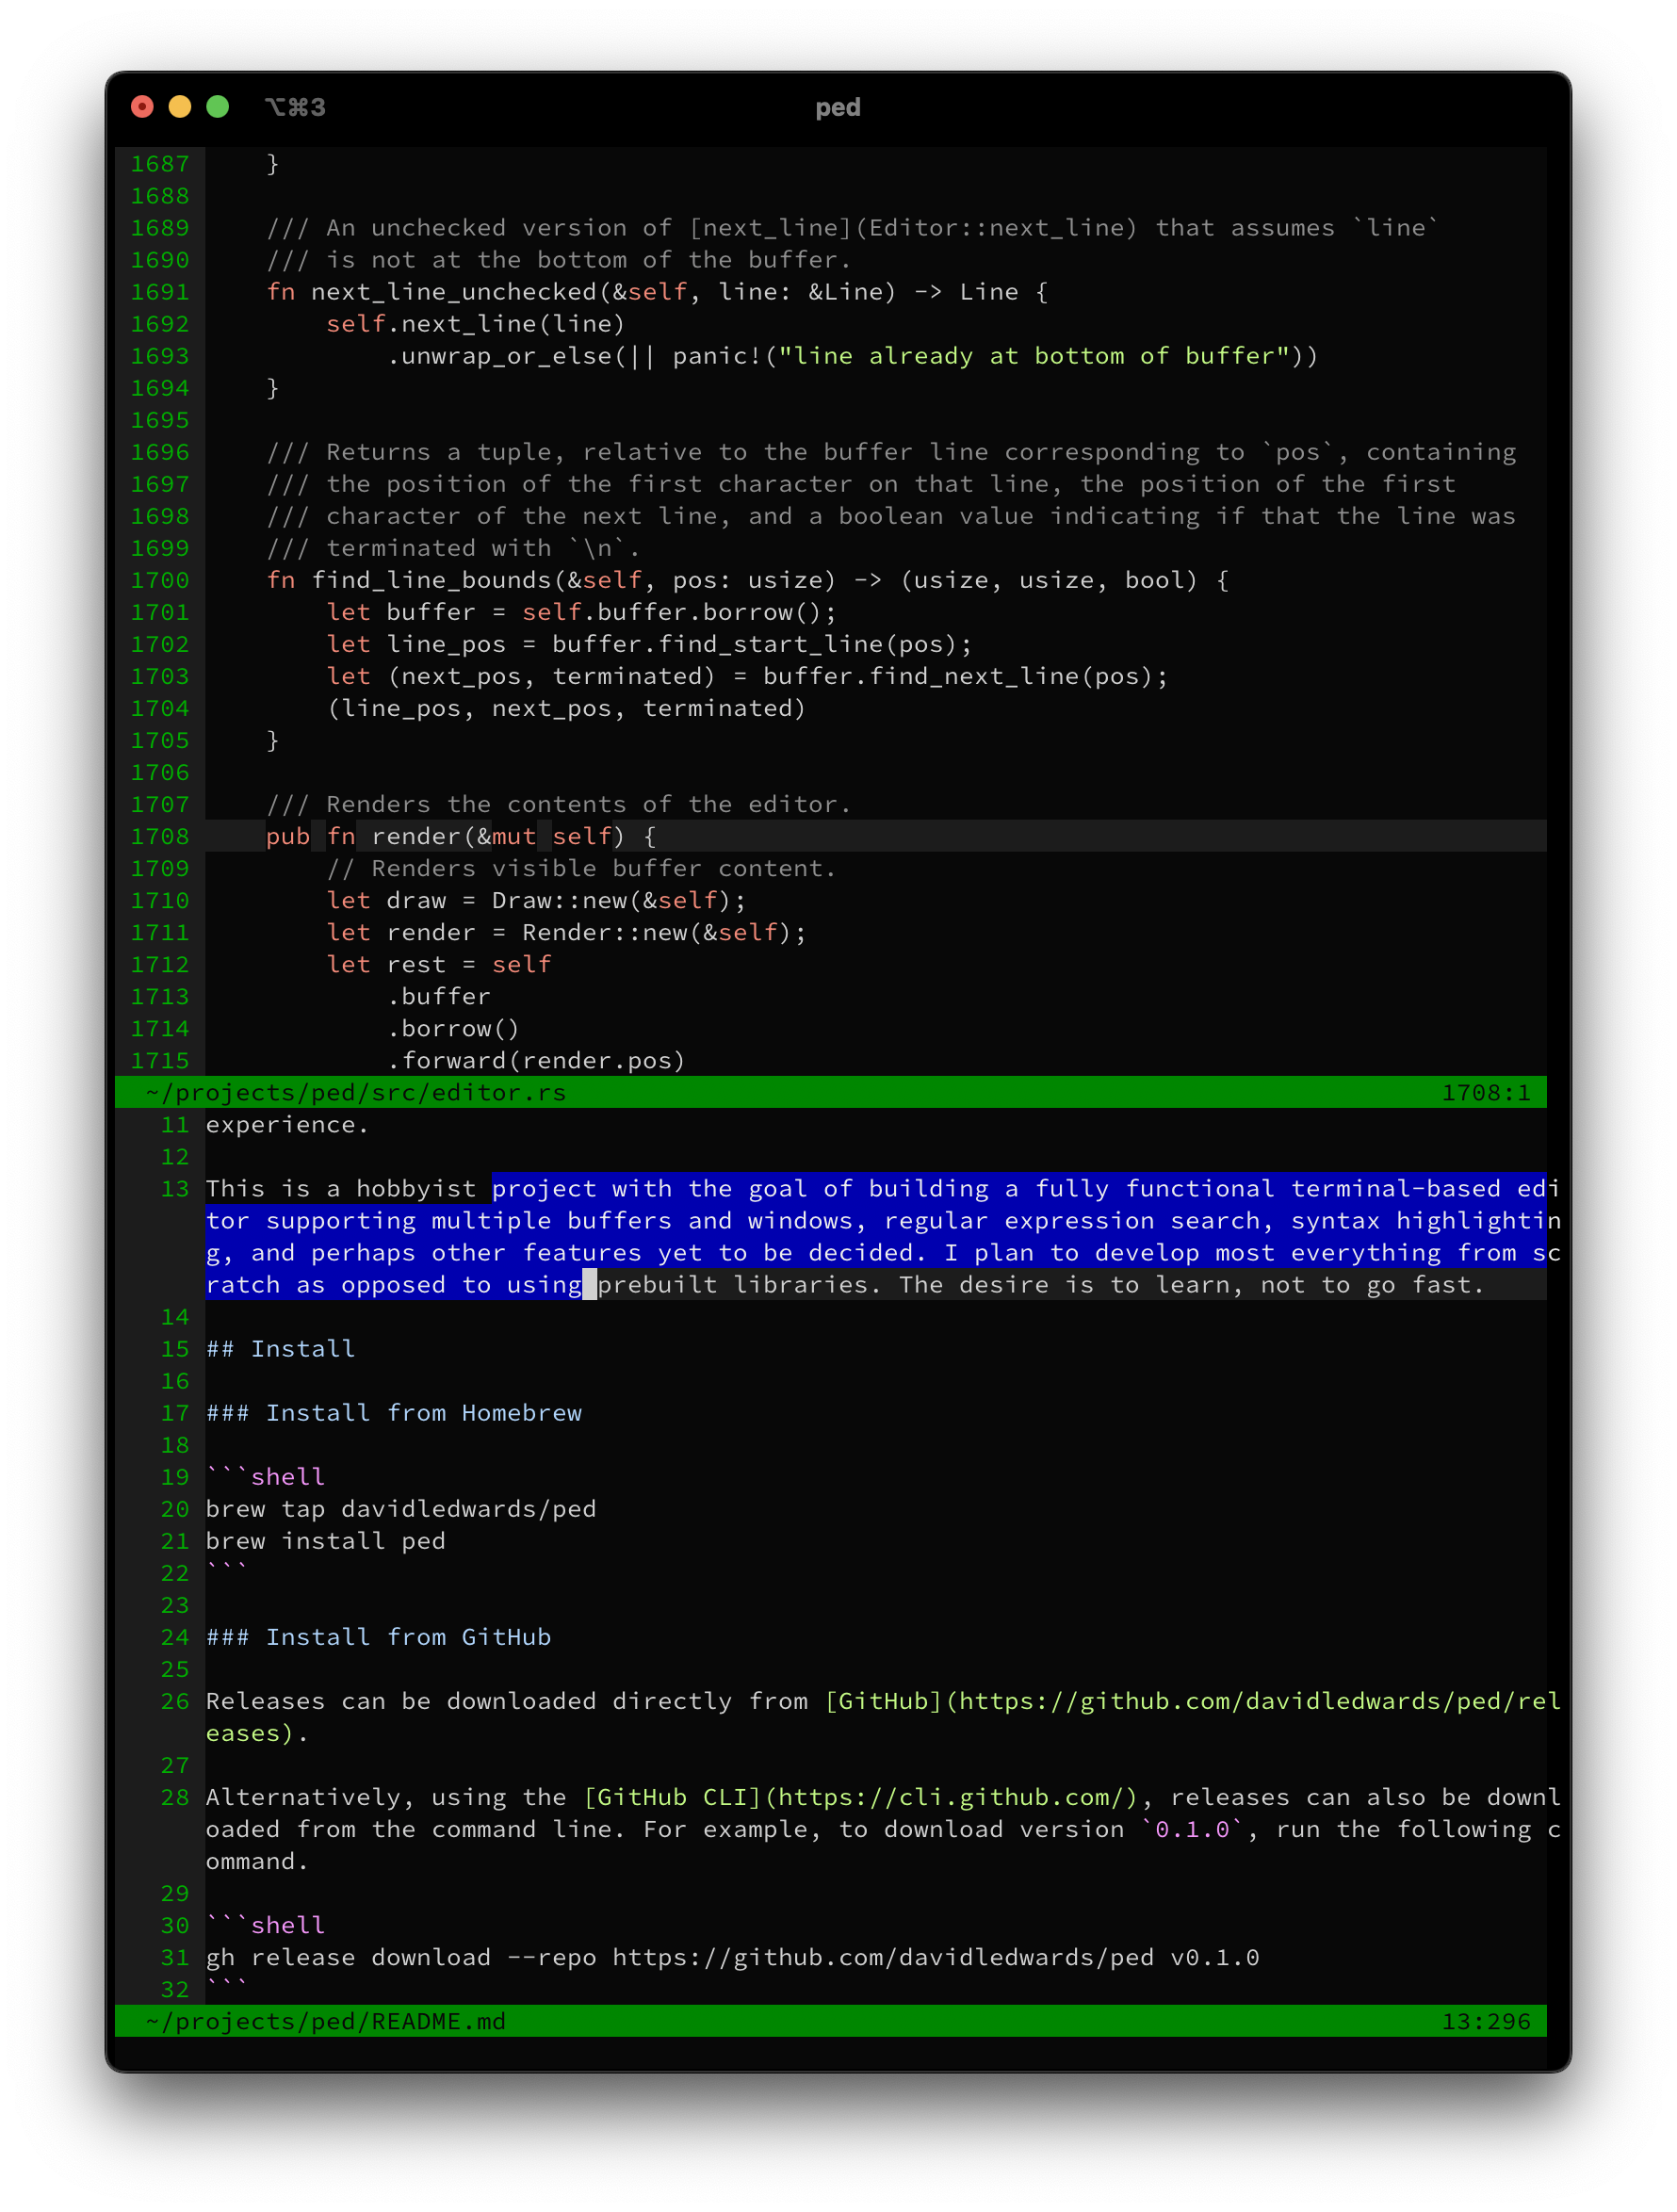 ⌥⌘3 ped
1687 }
1688
1689 /// An unchecked version of [next_line](Editor::next_line) that assumes `line`
1690 /// is not at the bottom of the buffer.
1691 fn next_line_unchecked(&self, line: &Line) -> Line {
1692 self.next_line(line)
1693 .unwrap_or_else(|| panic!("line already at bottom of buffer"))
1694 }
1695
1696 /// Returns a tuple, relative to the buffer line corresponding to `pos`, containing
1697 /// the position of the first character on that line, the position of the first
1698 /// character of the next line, and a boolean value indicating if that the line was
1699 /// terminated with `\n`.
1700 fn find_line_bounds(&self, pos: usize) -> (usize, usize, bool) {
1701 let buffer = self.buffer.borrow();
1702 let line_pos = buffer.find_start_line(pos);
1703 let (next_pos, terminated) = buffer.find_next_line(pos);
1704 (line_pos, next_pos, terminated)
1705 }
1706
1707 /// Renders the contents of the editor.
1708 pub fn render(&mut self) {
1709 // Renders visible buffer content.
1710 let draw = Draw::new(&self);
1711 let render = Render::new(&self);
1712 let rest = self
1713 .buffer
1714 .borrow()
1715 .forward(render.pos)
~/projects/ped/src/editor.rs 1708:1
11 experience.
12
13 This is a hobbyist project with the goal of building a fully functional terminal-based edi
tor supporting multiple buffers and windows, regular expression search, syntax highlightin
g, and perhaps other features yet to be decided. I plan to develop most everything from sc
ratch as opposed to using prebuilt libraries. The desire is to learn, not to go fast.
14
15 ## Install
16
17 ### Install from Homebrew
18
19 ```shell
20 brew tap davidledwards/ped
21 brew install ped
22 ```
23
24 ### Install from GitHub
25
26 Releases can be downloaded directly from [GitHub](https://github.com/davidledwards/ped/rel
eases).
27
28 Alternatively, using the [GitHub CLI](https://cli.github.com/), releases can also be downl
oaded from the command line. For example, to download version `0.1.0`, run the following c
ommand.
29
30 ```shell
31 gh release download --repo https://github.com/davidledwards/ped v0.1.0
32 ```
~/projects/ped/README.md 13:296